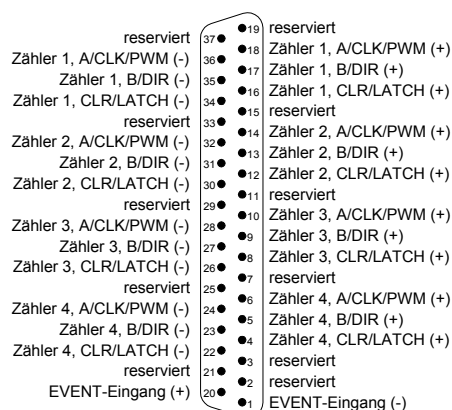 reserviert 37
Zähler 1, A/CLK/PWM (-) 36
Zähler 1, B/DIR (-) 35
Zähler 1, CLR/LATCH (-) 34
reserviert 33
Zähler 2, A/CLK/PWM (-) 32
Zähler 2, B/DIR (-) 31
Zähler 2, CLR/LATCH (-) 30
reserviert 29
Zähler 3, A/CLK/PWM (-) 28
Zähler 3, B/DIR (-) 27
Zähler 3, CLR/LATCH (-) 26
reserviert 25
Zähler 4, A/CLK/PWM (-) 24
Zähler 4, B/DIR (-) 23
Zähler 4, CLR/LATCH (-) 22
reserviert 21
EVENT-Eingang (+) 20
19 reserviert
18 Zähler 1, A/CLK/PWM (+)
17 Zähler 1, B/DIR (+)
16 Zähler 1, CLR/LATCH (+)
15 reserviert
14 Zähler 2, A/CLK/PWM (+)
13 Zähler 2, B/DIR (+)
12 Zähler 2, CLR/LATCH (+)
11 reserviert
10 Zähler 3, A/CLK/PWM (+)
9 Zähler 3, B/DIR (+)
8 Zähler 3, CLR/LATCH (+)
7 reserviert
6 Zähler 4, A/CLK/PWM (+)
5 Zähler 4, B/DIR (+)
4 Zähler 4, CLR/LATCH (+)
3 reserviert
2 reserviert
1 EVENT-Eingang (-)